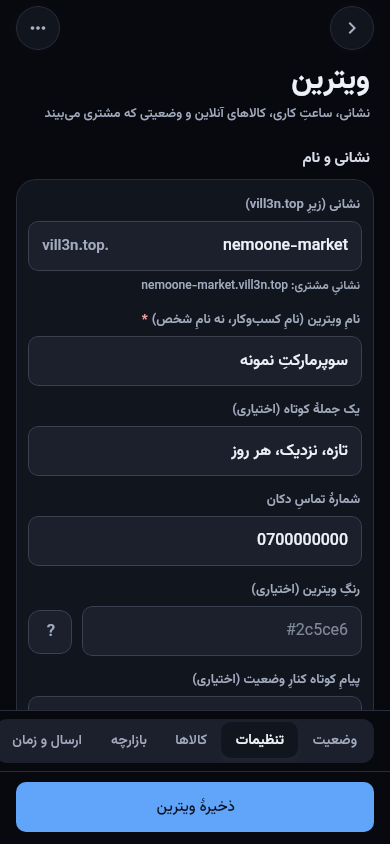 ویترین
نشانی، ساعتِ کاری، کالاهای آنلاین و وضعیتی که مشتری می‌بیند
نشانی و نام
نشانی (زیرِ vill3n.top)
nemoone-market
.vill3n.top
نشانیِ مشتری: nemoone-market.vill3n.top
نامِ ویترین (نامِ کسب‌وکار، نه نامِ شخص) *
سوپرمارکتِ نمونه
یک جملهٔ کوتاه (اختیاری)
تازه، نزدیک، هر روز
شمارهٔ تماسِ دکان
0700000000
رنگِ ویترین (اختیاری)
#2c5ce6
?
پیامِ کوتاه کنارِ وضعیت (اختیاری)
وضعیت تنظیمات کالاها بازارچه ارسال و زمان
ذخیرهٔ ویترین